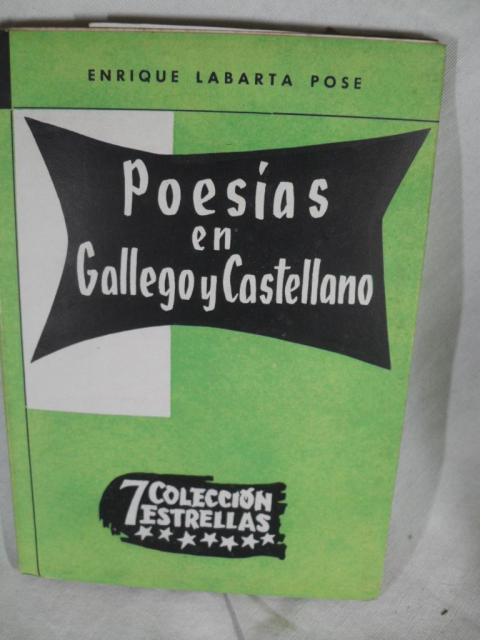 ENRIQUE LABARTA POSE
Poesías
en
Gallego y Castellano
7 COLECCIÓN
ESTRELLAS